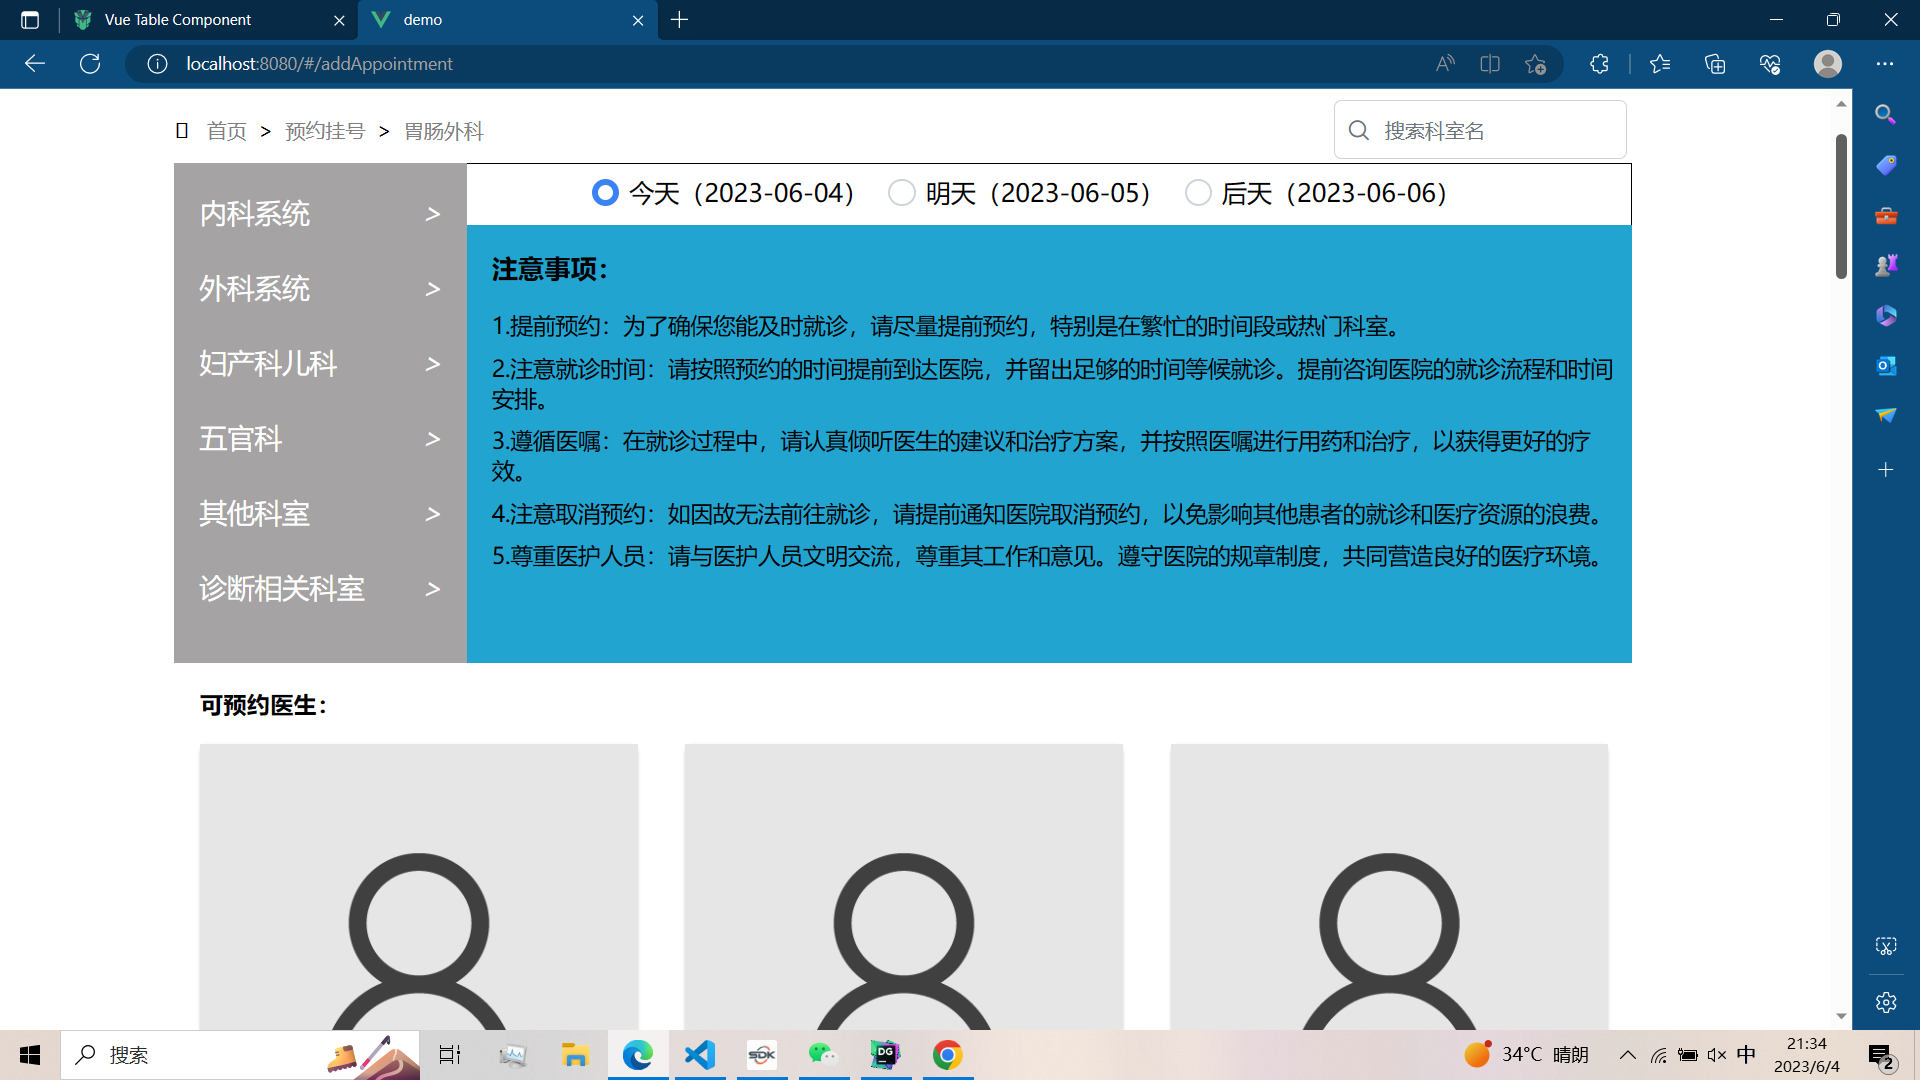 Vue Table Component
demo
localhost:8080/#/addAppointment
首页 > 预约挂号 > 胃肠外科
搜索科室名
内科系统 >
外科系统 >
妇产科儿科 >
五官科 >
其他科室 >
诊断相关科室 >
今天（2023-06-04） 明天（2023-06-05） 后天（2023-06-06）
注意事项：
1.提前预约：为了确保您能及时就诊，请尽量提前预约，特别是在繁忙的时间段或热门科室。
2.注意就诊时间：请按照预约的时间提前到达医院，并留出足够的时间等候就诊。提前咨询医院的就诊流程和时间
安排。
3.遵循医嘱：在就诊过程中，请认真倾听医生的建议和治疗方案，并按照医嘱进行用药和治疗，以获得更好的疗
效。
4.注意取消预约：如因故无法前往就诊，请提前通知医院取消预约，以免影响其他患者的就诊和医疗资源的浪费。
5.尊重医护人员：请与医护人员文明交流，尊重其工作和意见。遵守医院的规章制度，共同营造良好的医疗环境。
可预约医生：
搜索
SDK
DG
34°C 晴朗
中
21:34
2023/6/4
2